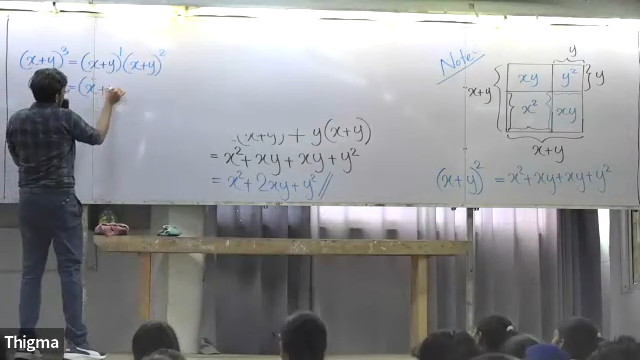 (x+y)³ = (x+y)¹(x+y)²
= (x+
(x+y) + y(x+y)
= x² + xy + xy + y²
= x² + 2xy + y² //
Note:
y
xy y² y
x+y
x² xy
x+y
(x+y)² = x² + xy + xy + y²
Thigma